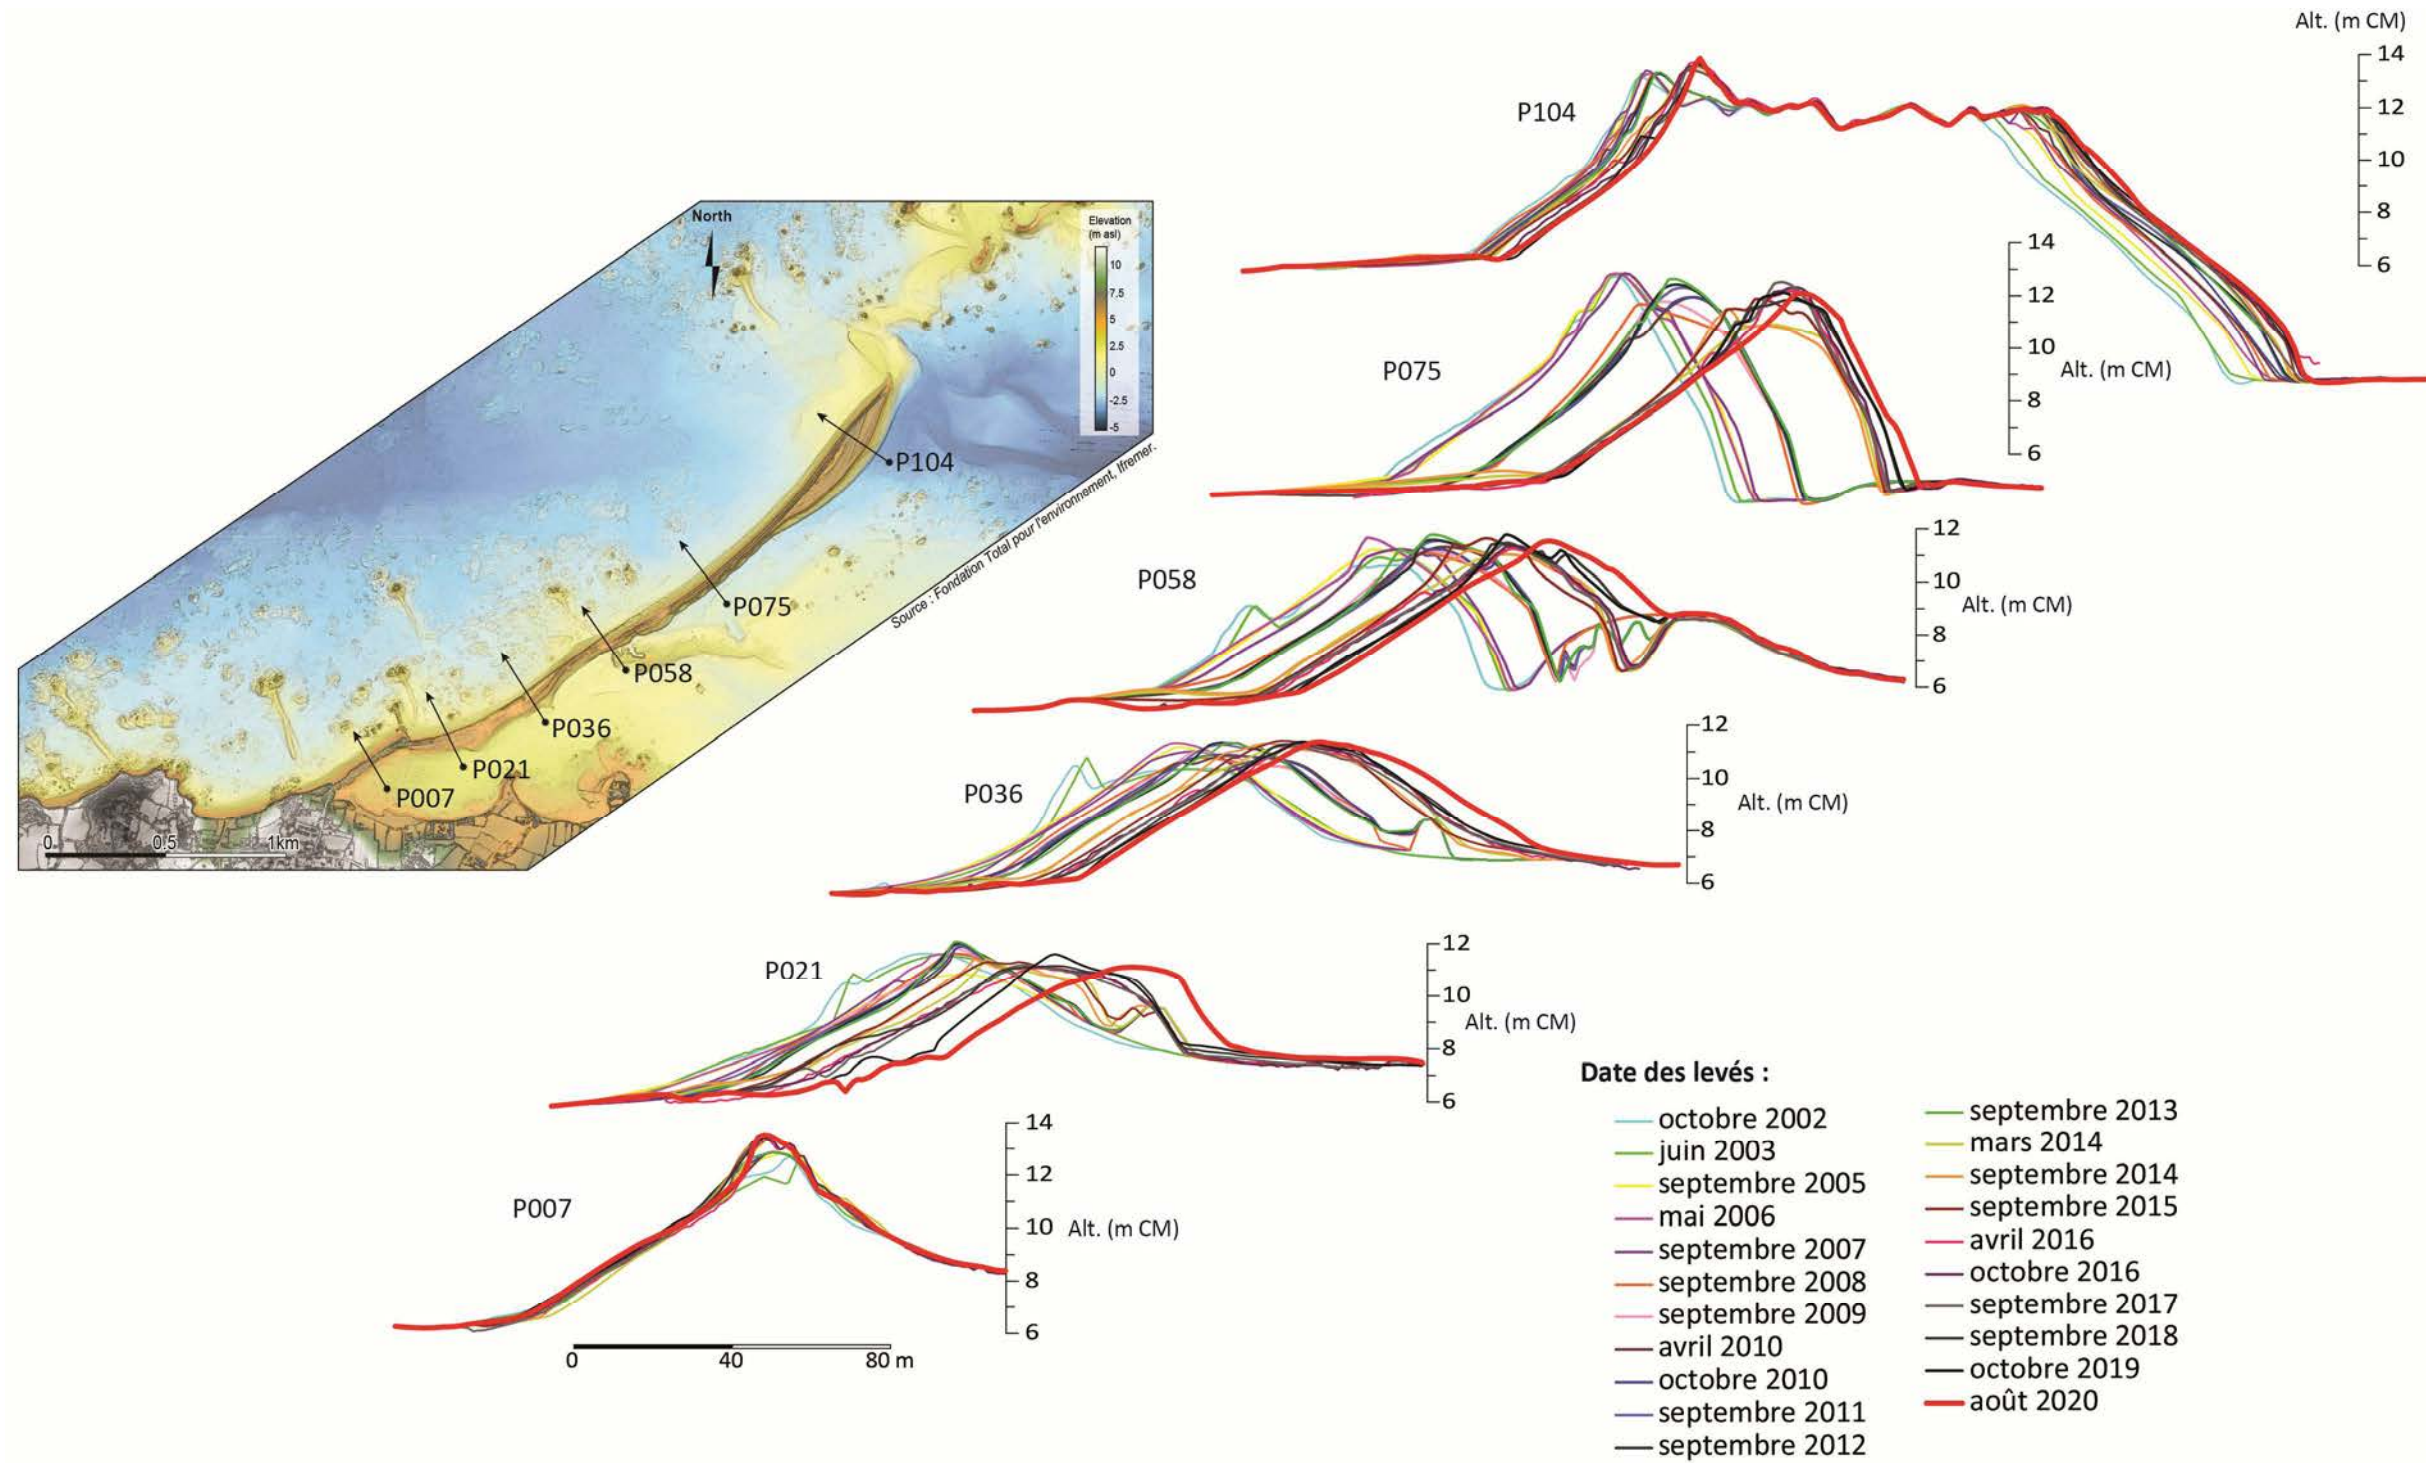 North
Elevation
(m asl)
10
7.5
5
2.5
0
-2.5
-5
P104
P075
P058
P036
P021
P007
0
0.5
1km
Source : Fondation Total pour l'environnement, Ifremer.
Alt. (m CM)
14
12
10
8
6
P104
14
12
10
8
6
Alt. (m CM)
P075
12
10
8
6
Alt. (m CM)
P058
12
10
8
6
Alt. (m CM)
P036
12
10
8
6
Alt. (m CM)
P021
14
12
10
8
6
Alt. (m CM)
P007
0
40
80 m
Date des levés :
octobre 2002
juin 2003
septembre 2005
mai 2006
septembre 2007
septembre 2008
septembre 2009
avril 2010
octobre 2010
septembre 2011
septembre 2012
septembre 2013
mars 2014
septembre 2014
septembre 2015
avril 2016
octobre 2016
septembre 2017
septembre 2018
octobre 2019
août 2020